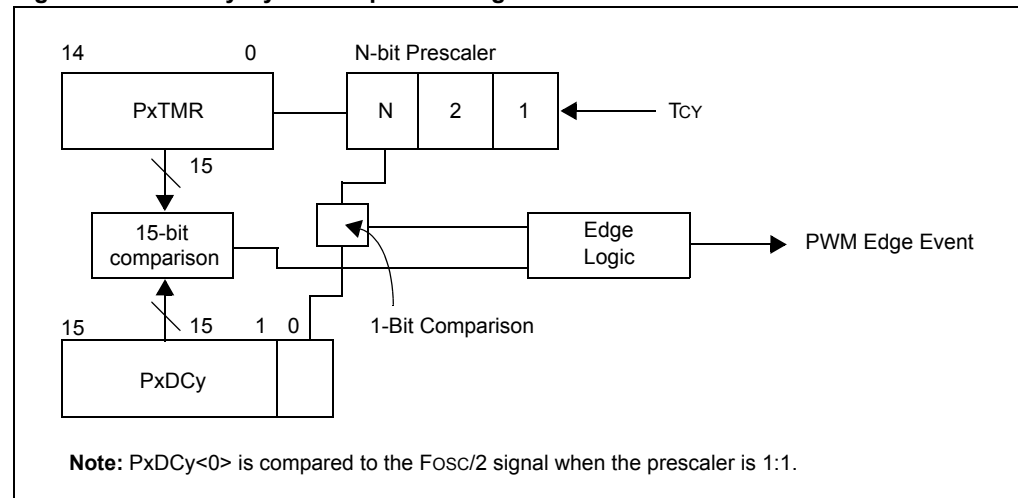 14 0 N-bit Prescaler
PxTMR N 2 1 TCY
15
15-bit
comparison
Edge
Logic
PWM Edge Event
15 15 1 0 1-Bit Comparison
PxDCy
Note: PxDCy<0> is compared to the FOSC/2 signal when the prescaler is 1:1.